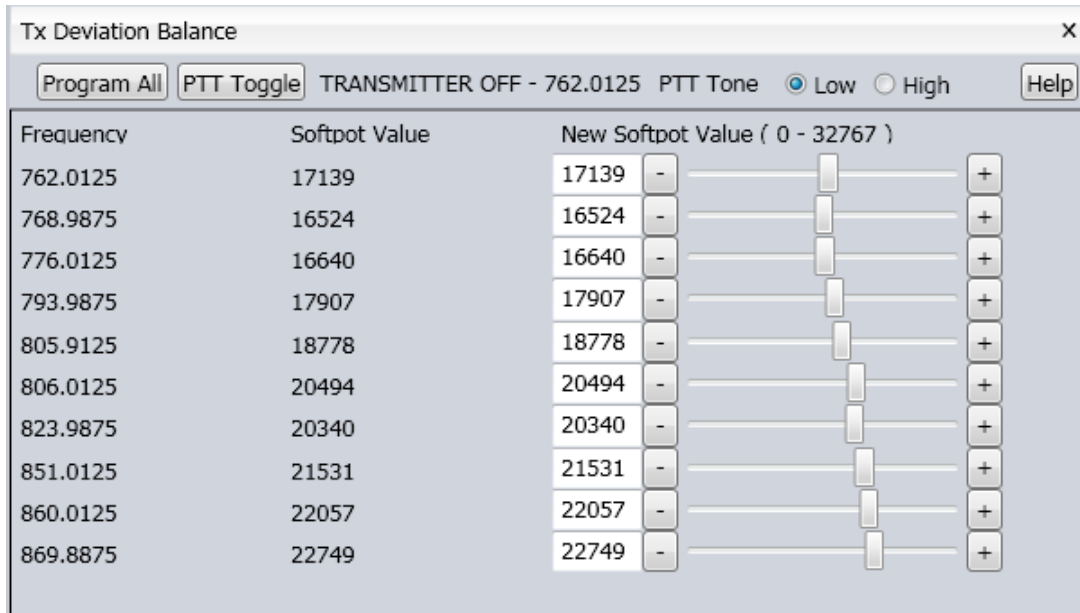 Tx Deviation Balance x
Program All PTT Toggle TRANSMITTER OFF - 762.0125 PTT Tone Low High Help
Frequency Softpot Value New Softpot Value ( 0 - 32767 )
762.0125 17139 17139 - +
768.9875 16524 16524 - +
776.0125 16640 16640 - +
793.9875 17907 17907 - +
805.9125 18778 18778 - +
806.0125 20494 20494 - +
823.9875 20340 20340 - +
851.0125 21531 21531 - +
860.0125 22057 22057 - +
869.8875 22749 22749 - +